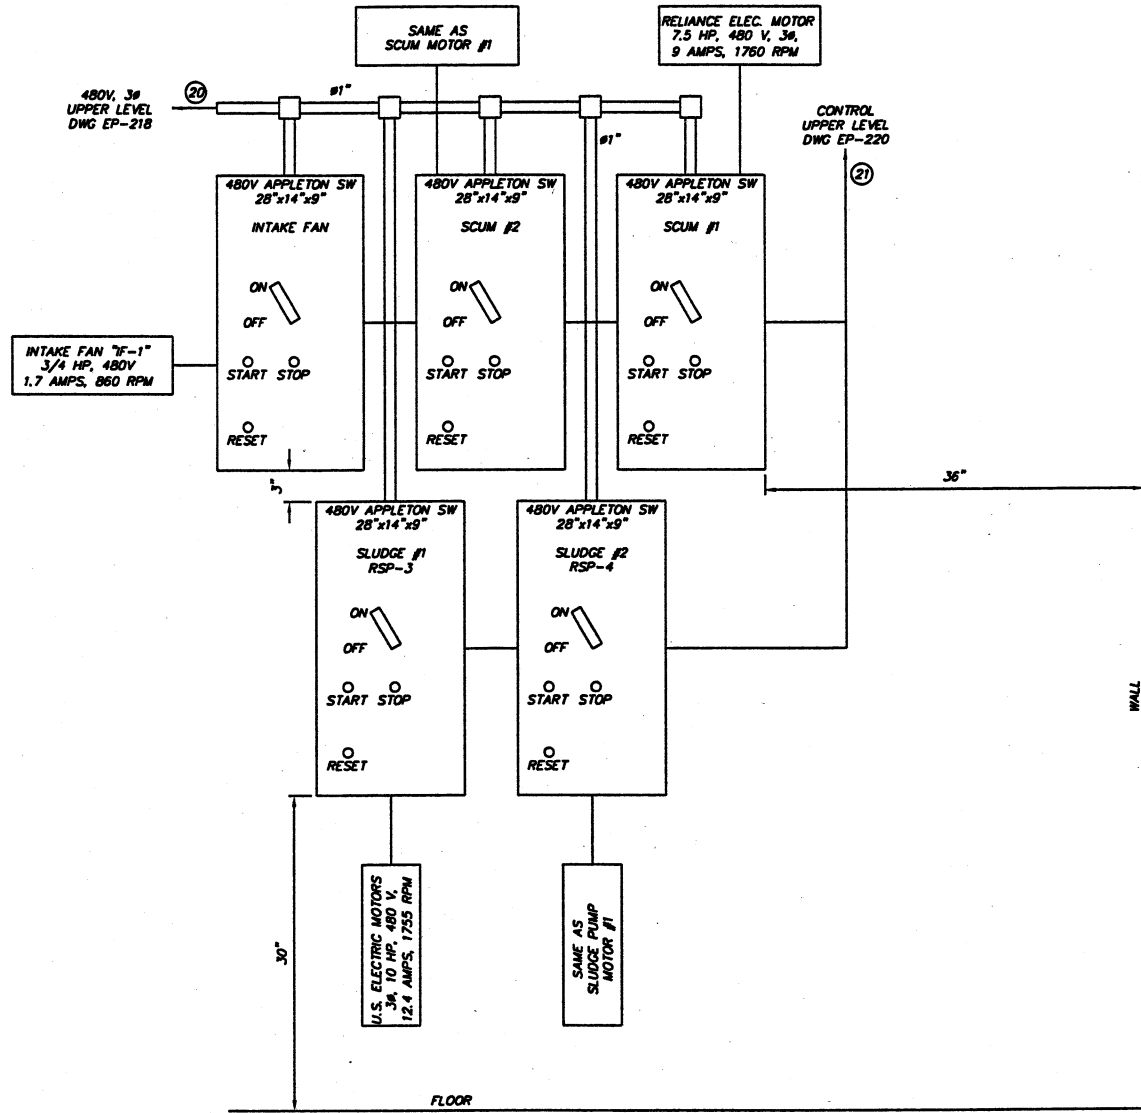 SAME AS
SCUM MOTOR #1
RELIANCE ELEC. MOTOR
7.5 HP, 480 V, 3ø,
9 AMPS, 1760 RPM
480V, 3ø
UPPER LEVEL
DWG EP-218
20
ø1"
ø1"
CONTROL
UPPER LEVEL
DWG EP-220
21
480V APPLETON SW
28"x14"x9"
INTAKE FAN
ON
OFF
START STOP
RESET
480V APPLETON SW
28"x14"x9"
SCUM #2
ON
OFF
START STOP
RESET
480V APPLETON SW
28"x14"x9"
SCUM #1
ON
OFF
START STOP
RESET
INTAKE FAN "IF-1"
3/4 HP, 480V
1.7 AMPS, 860 RPM
3"
36"
480V APPLETON SW
28"x14"x9"
SLUDGE #1
RSP-3
ON
OFF
START STOP
RESET
480V APPLETON SW
28"x14"x9"
SLUDGE #2
RSP-4
ON
OFF
START STOP
RESET
WALL
30"
U.S. ELECTRIC MOTORS
3ø, 10 HP, 480 V,
12.4 AMPS, 1755 RPM
SAME AS
SLUDGE PUMP
MOTOR #1
FLOOR